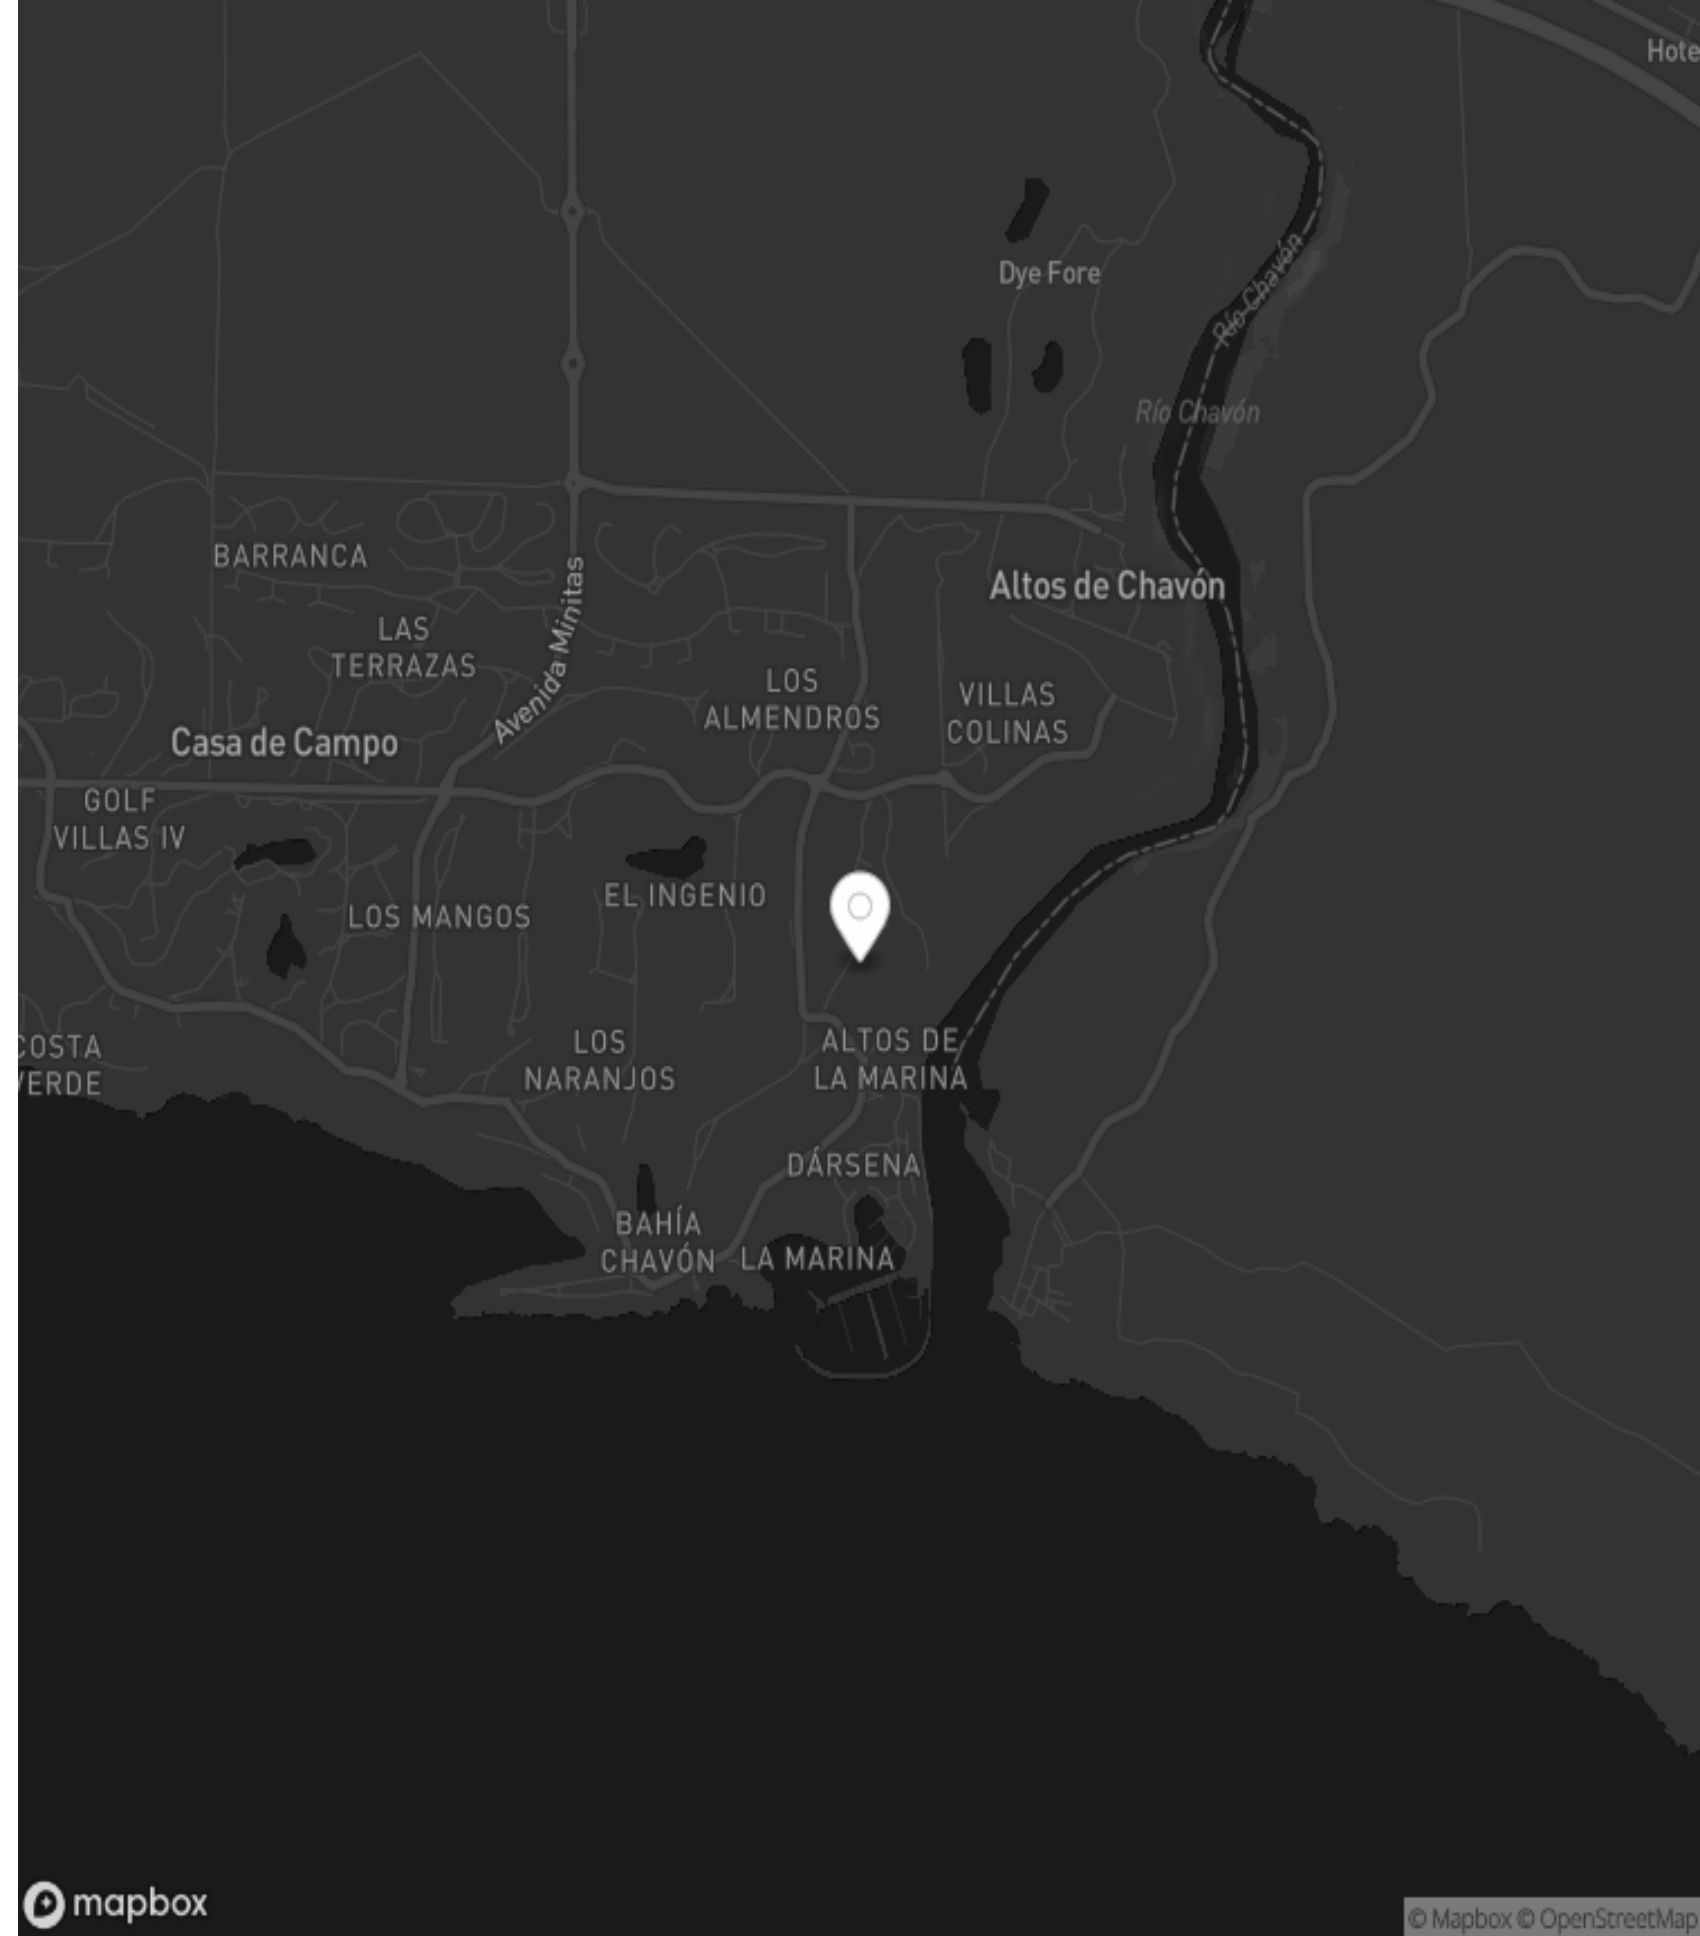 Hote
Dye Fore
Río Chavón
Río Chavón
BARRANCA
Avenida Minitas
Altos de Chavón
LAS
TERRAZAS
LOS
ALMENDROS
VILLAS
COLINAS
Casa de Campo
GOLF
VILLAS IV
EL INGENIO
LOS MANGOS
COSTA
VERDE
LOS
NARANJOS
ALTOS DE
LA MARINA
DÁRSENA
BAHÍA
CHAVÓN
LA MARINA
mapbox
© Mapbox © OpenStreetMap